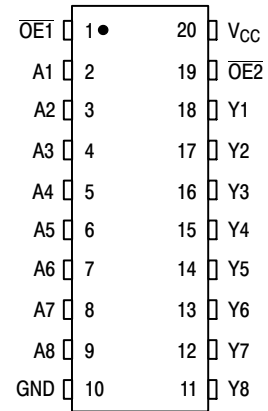 OE1 1 20 VCC
A1 2 19 OE2
A2 3 18 Y1
A3 4 17 Y2
A4 5 16 Y3
A5 6 15 Y4
A6 7 14 Y5
A7 8 13 Y6
A8 9 12 Y7
GND 10 11 Y8